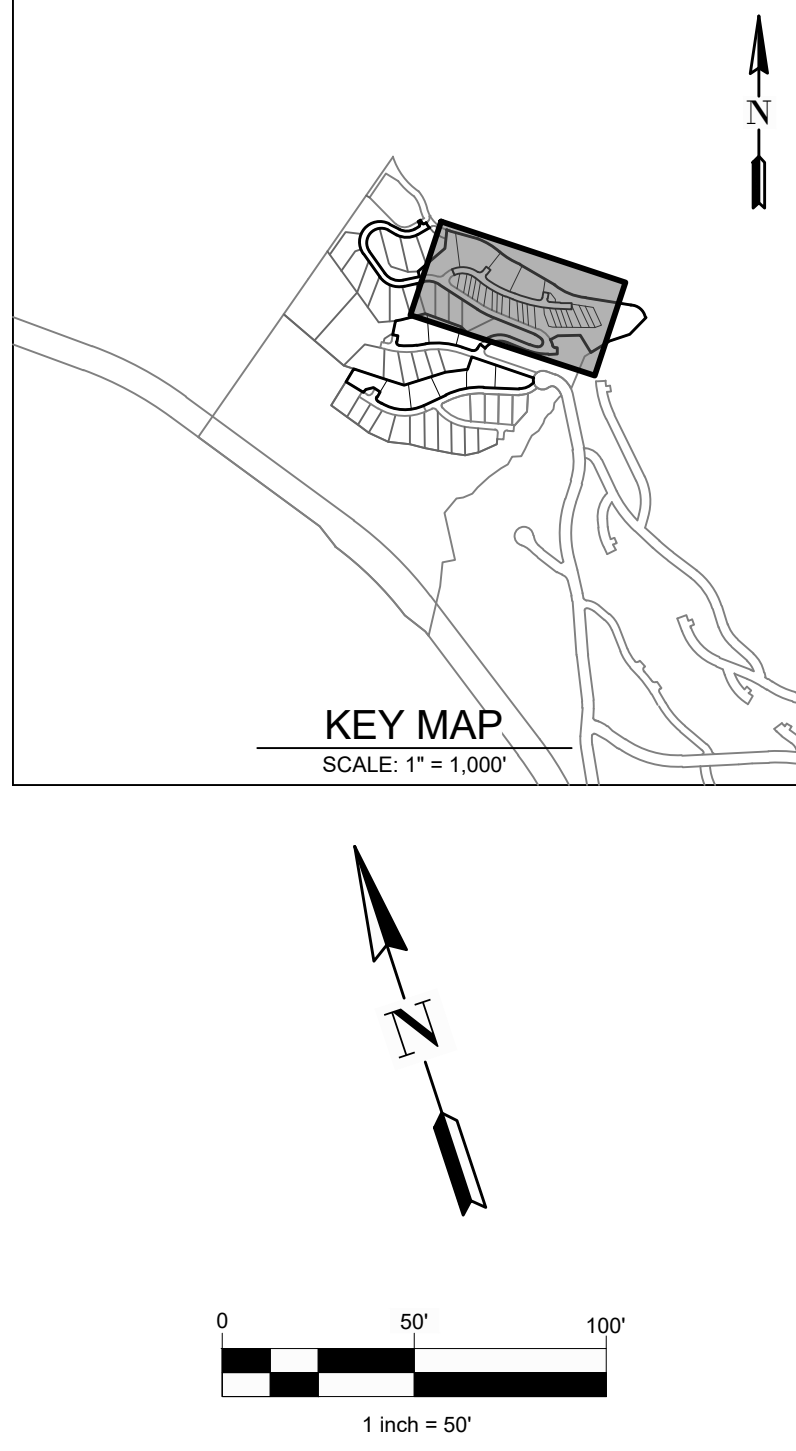 N
KEY MAP
SCALE: 1" = 1,000'
N
0 50' 100'
1 inch = 50'